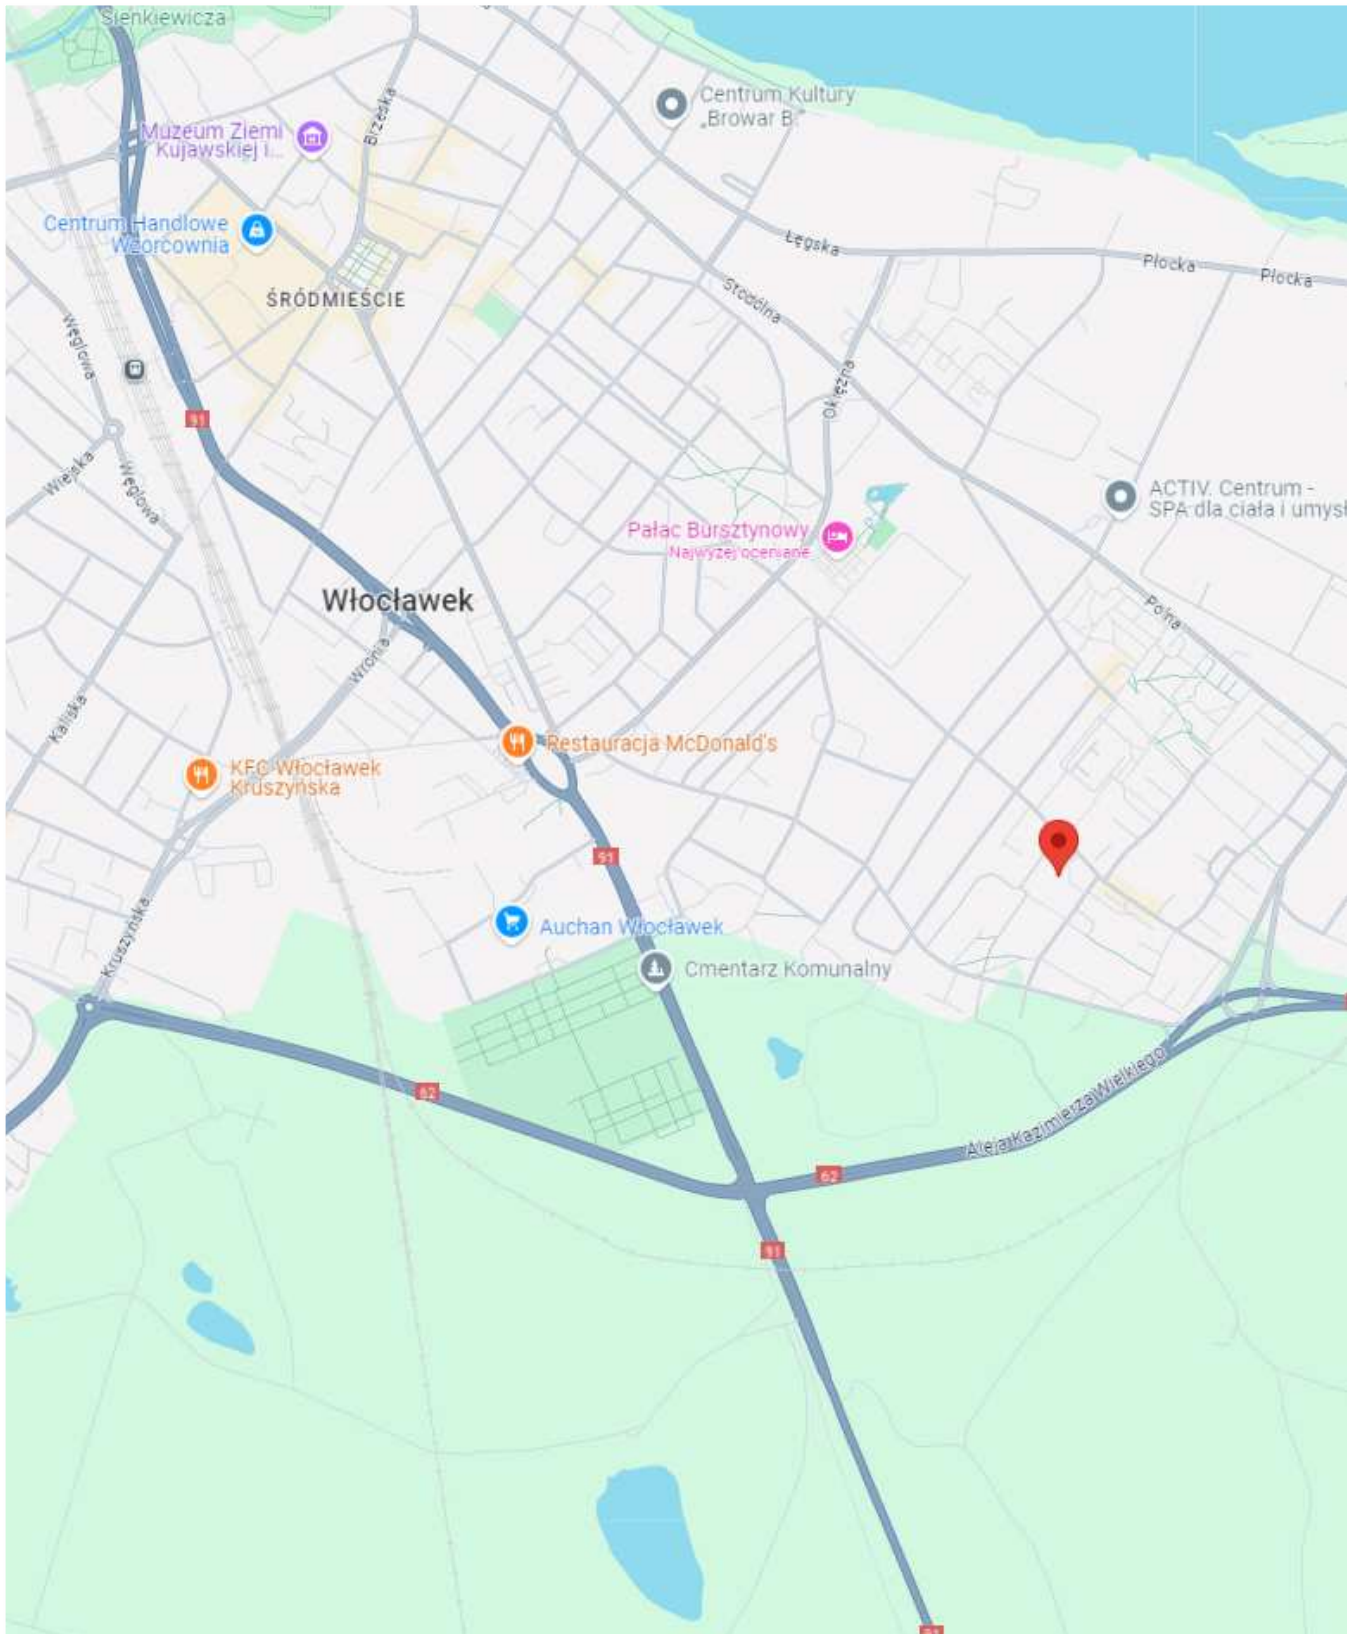 Sienkiewicza
Centrum Kultury
„Browar B."
Brzeska
Muzeum Ziemi
Kujawskiej i...
Centrum Handlowe
Wzorcownia
Łęgska
Płocka
Płocka
ŚRÓDMIEŚCIE
Stodólna
Węglowa
Okrężna
91
Wiejska
Węglowa
ACTIV. Centrum -
SPA dla ciała i umysł
Pałac Bursztynowy
Najwyżej oceniane
Włocławek
Polna
Wronia
Kaliska
Restauracja McDonald's
KFC Włocławek
Kruszyńska
91
Auchan Włocławek
Kruszyńska
Cmentarz Komunalny
62
Aleja Kazimierza Wielkiego
62
91
91